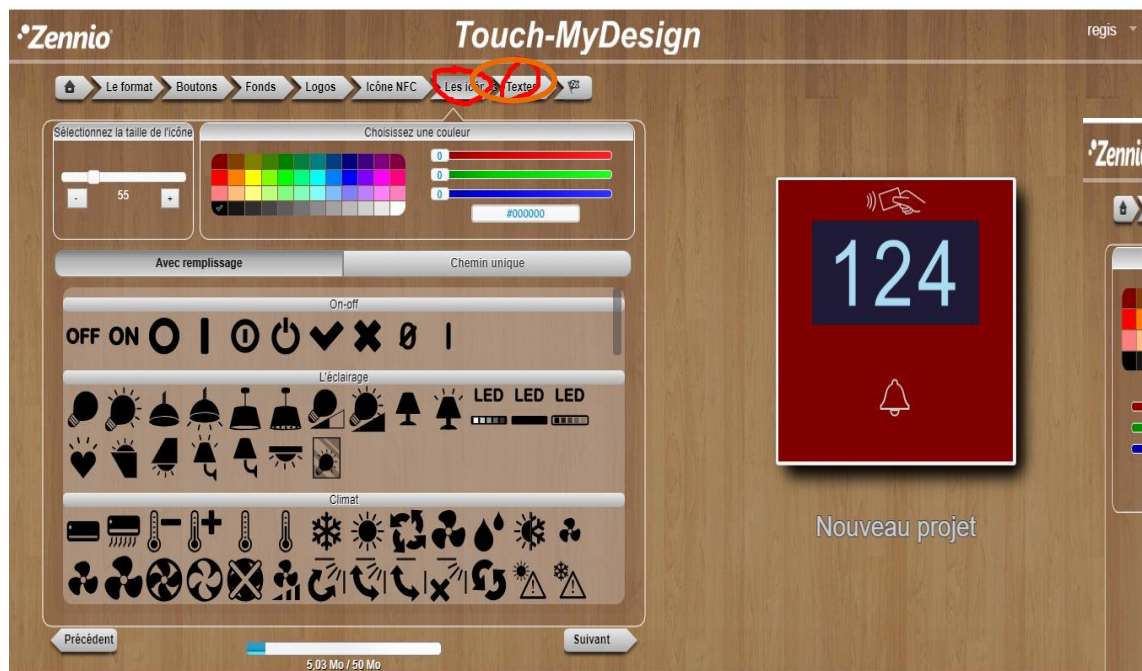 Zennio
Touch-MyDesign
regis
Le format
Boutons
Fonds
Logos
Icône NFC
Textes
Sélectionnez la taille de l'icône
Choisissez une couleur
0
0
0
- 55 +
#000000
Avec remplissage
Chemin unique
On-off
OFF ON
L'éclairage
LED LED LED
Climat
124
Nouveau projet
Précédent
Suivant
5,03 Mo / 50 Mo